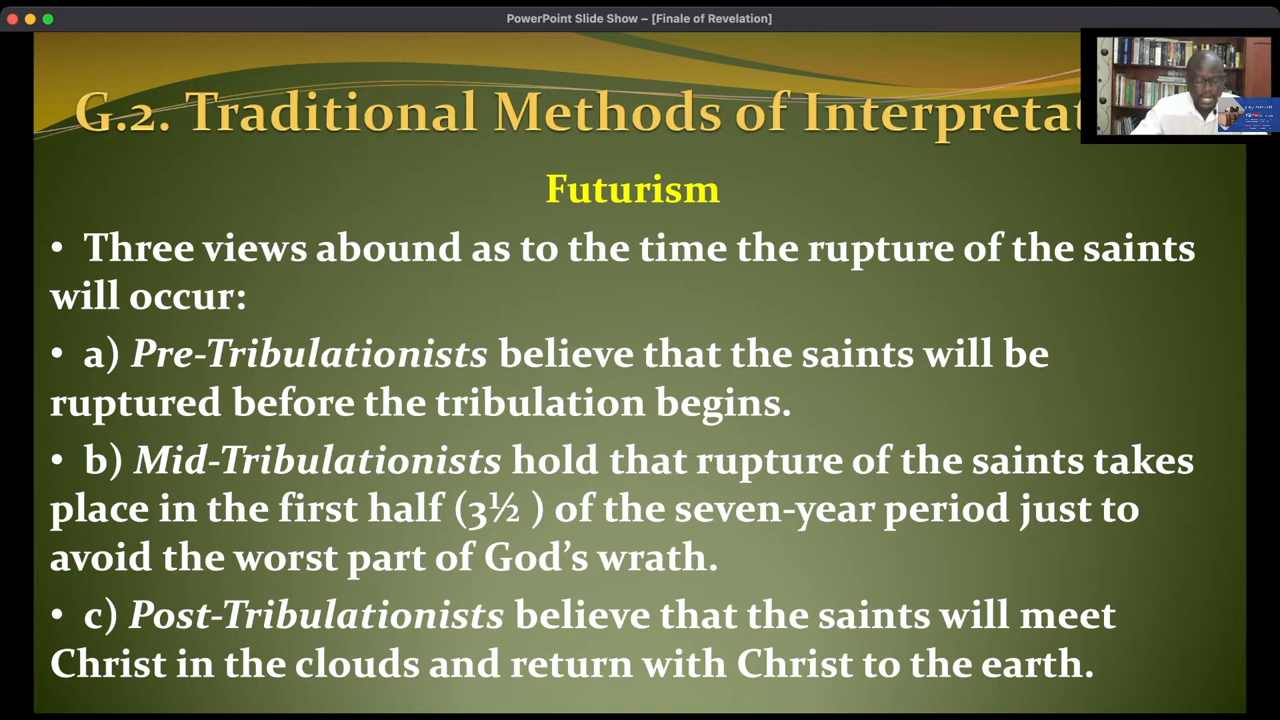 PowerPoint Slide Show – [Finale of Revelation]
G.2. Traditional Methods of Interpretat
Futurism
• Three views abound as to the time the rupture of the saints
will occur:
• a) Pre-Tribulationists believe that the saints will be
ruptured before the tribulation begins.
• b) Mid-Tribulationists hold that rupture of the saints takes
place in the first half (3½ ) of the seven-year period just to
avoid the worst part of God’s wrath.
• c) Post-Tribulationists believe that the saints will meet
Christ in the clouds and return with Christ to the earth.